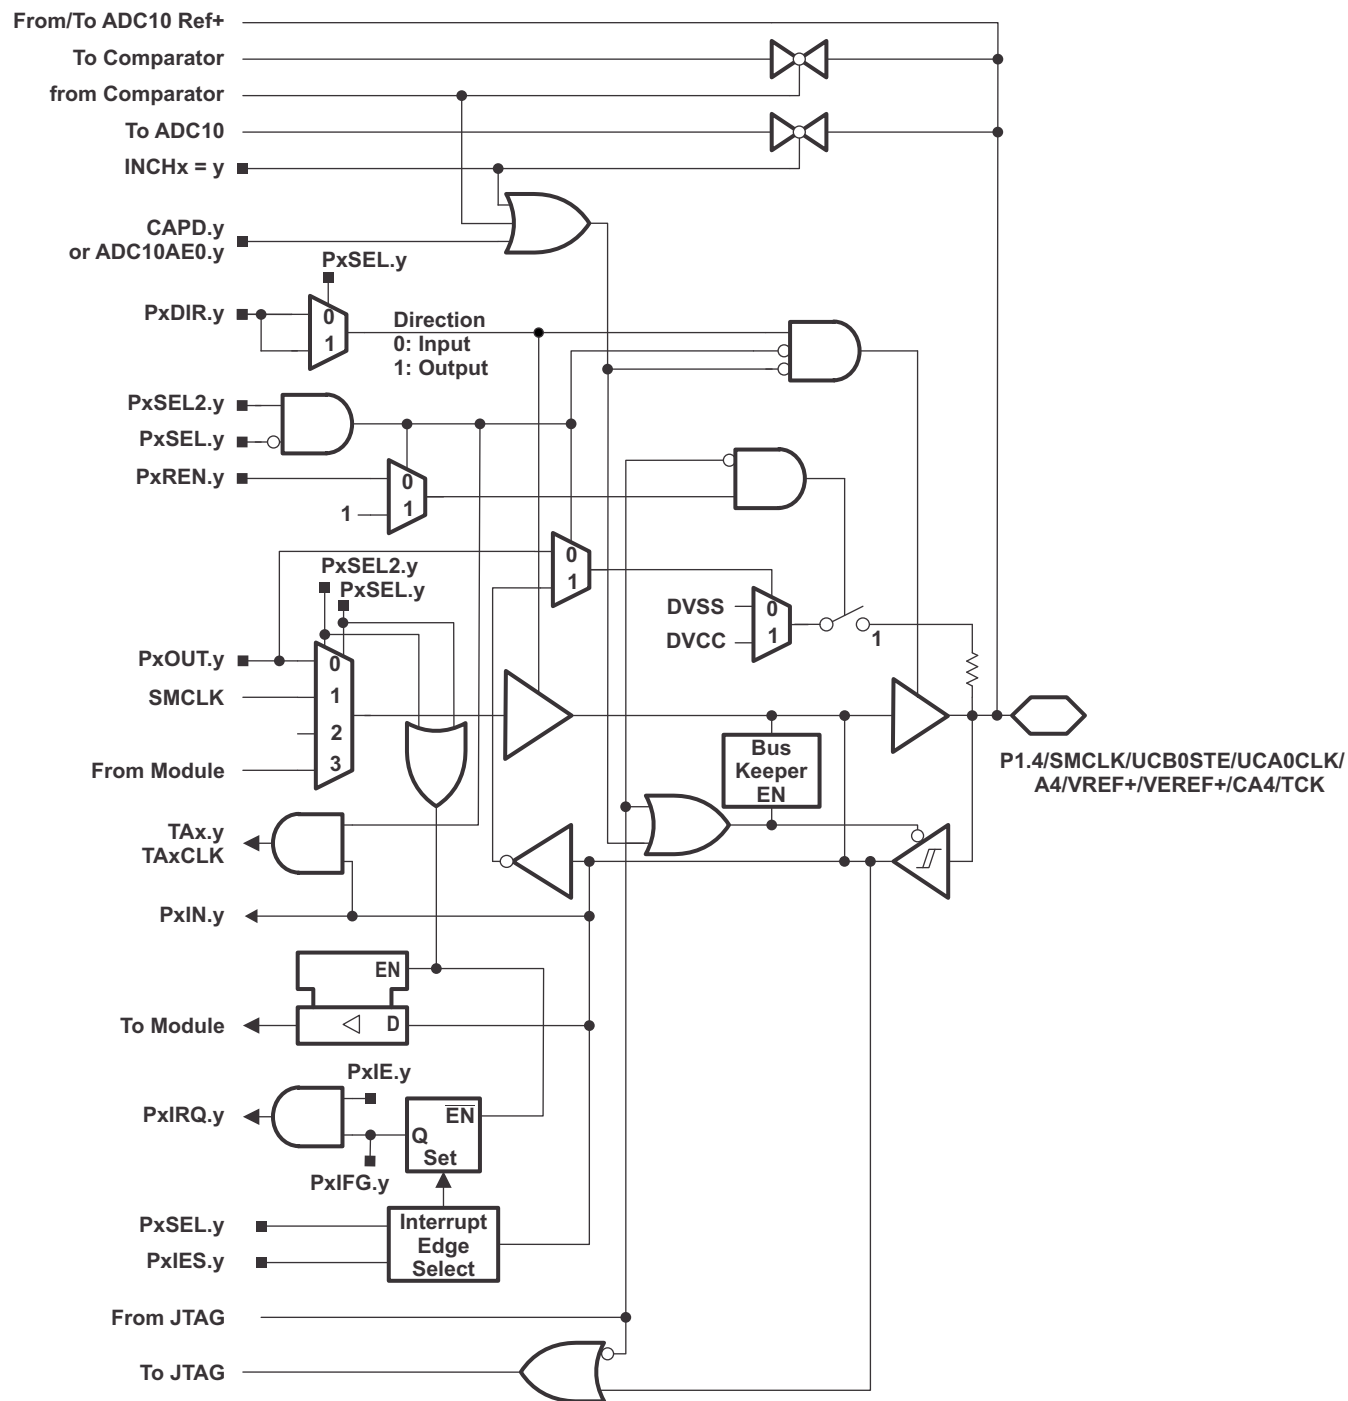 From/To ADC10 Ref+
To Comparator
from Comparator
To ADC10
INCHx = y
CAPD.y
or ADC10AE0.y
PxSEL.y
PxDIR.y
0
1
Direction
0: Input
1: Output
PxSEL2.y
PxSEL.y
PxREN.y
0
1
1
0
1
PxSEL2.y
PxSEL.y
DVSS
DVCC
0
1
1
PxOUT.y
SMCLK
From Module
0
1
2
3
Bus
Keeper
EN
P1.4/SMCLK/UCB0STE/UCA0CLK/
A4/VREF+/VEREF+/CA4/TCK
TAx.y
TAxCLK
PxIN.y
EN
D
To Module
PxIE.y
PxIRQ.y
EN
Q
Set
PxIFG.y
PxSEL.y
PxIES.y
Interrupt
Edge
Select
From JTAG
To JTAG